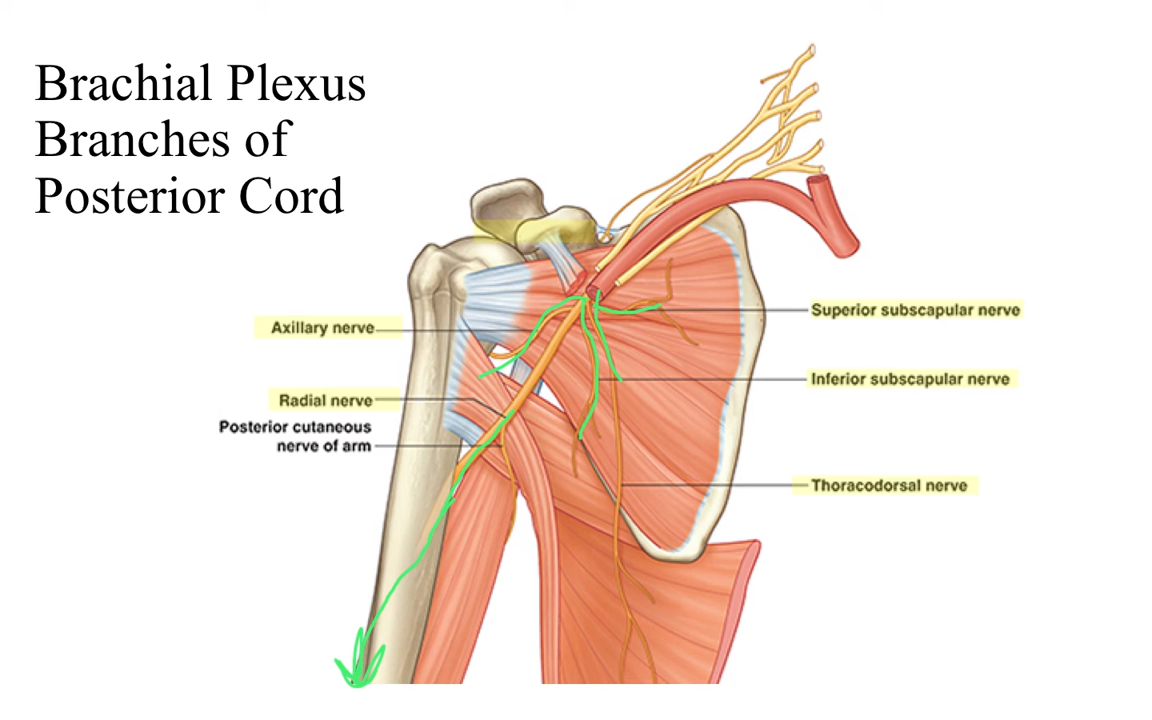 Brachial Plexus
Branches of
Posterior Cord
Axillary nerve
Radial nerve
Posterior cutaneous
nerve of arm
Superior subscapular nerve
Inferior subscapular nerve
Thoracodorsal nerve